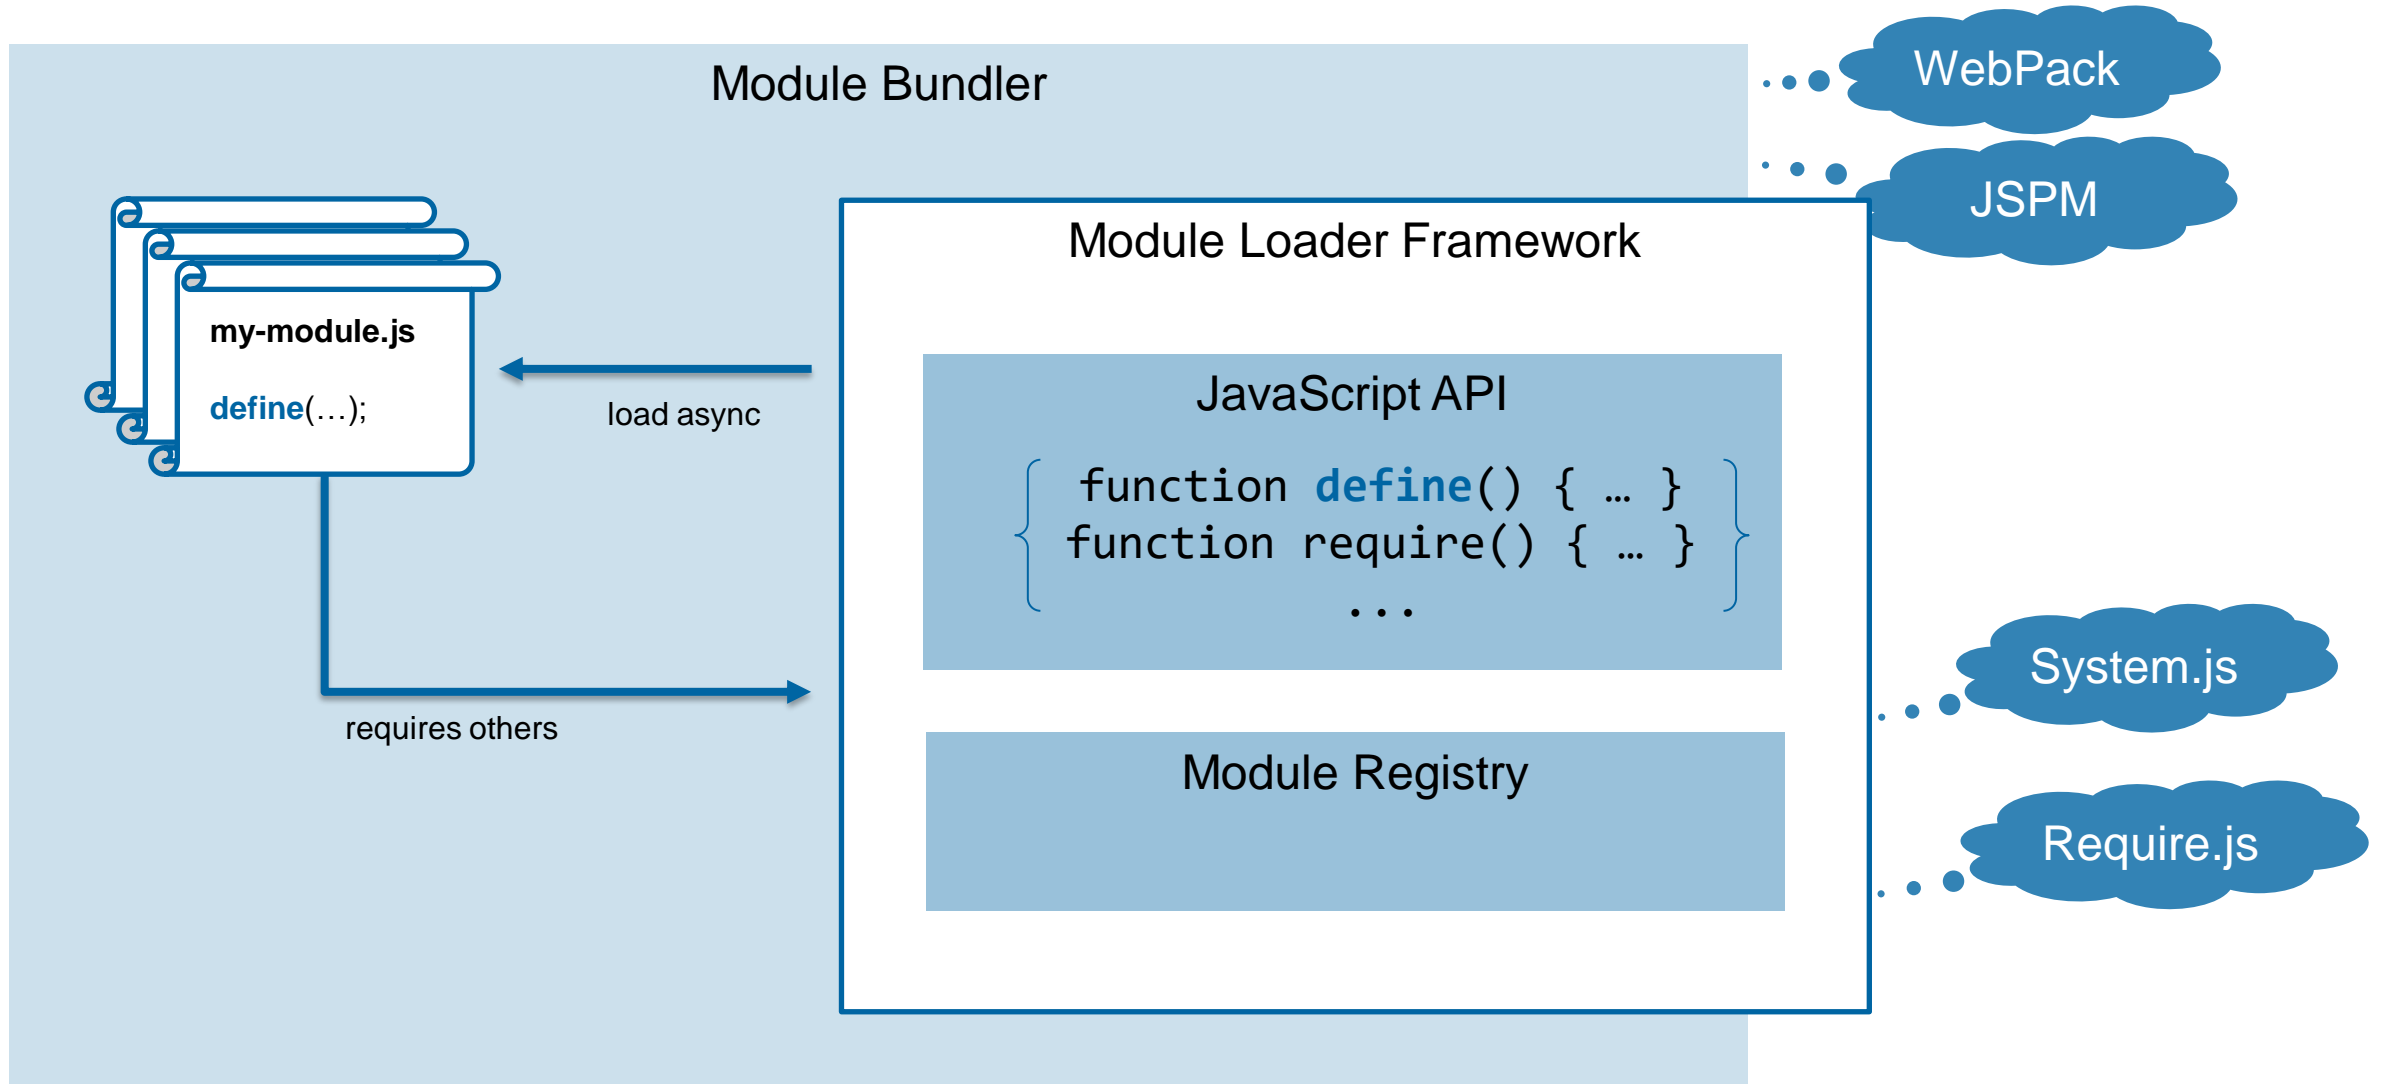 Module Bundler
WebPack
JSPM
Module Loader Framework
my-module.js
define(…);
load async
JavaScript API
function define() { … }
function require() { … }
...
requires others
System.js
Module Registry
Require.js